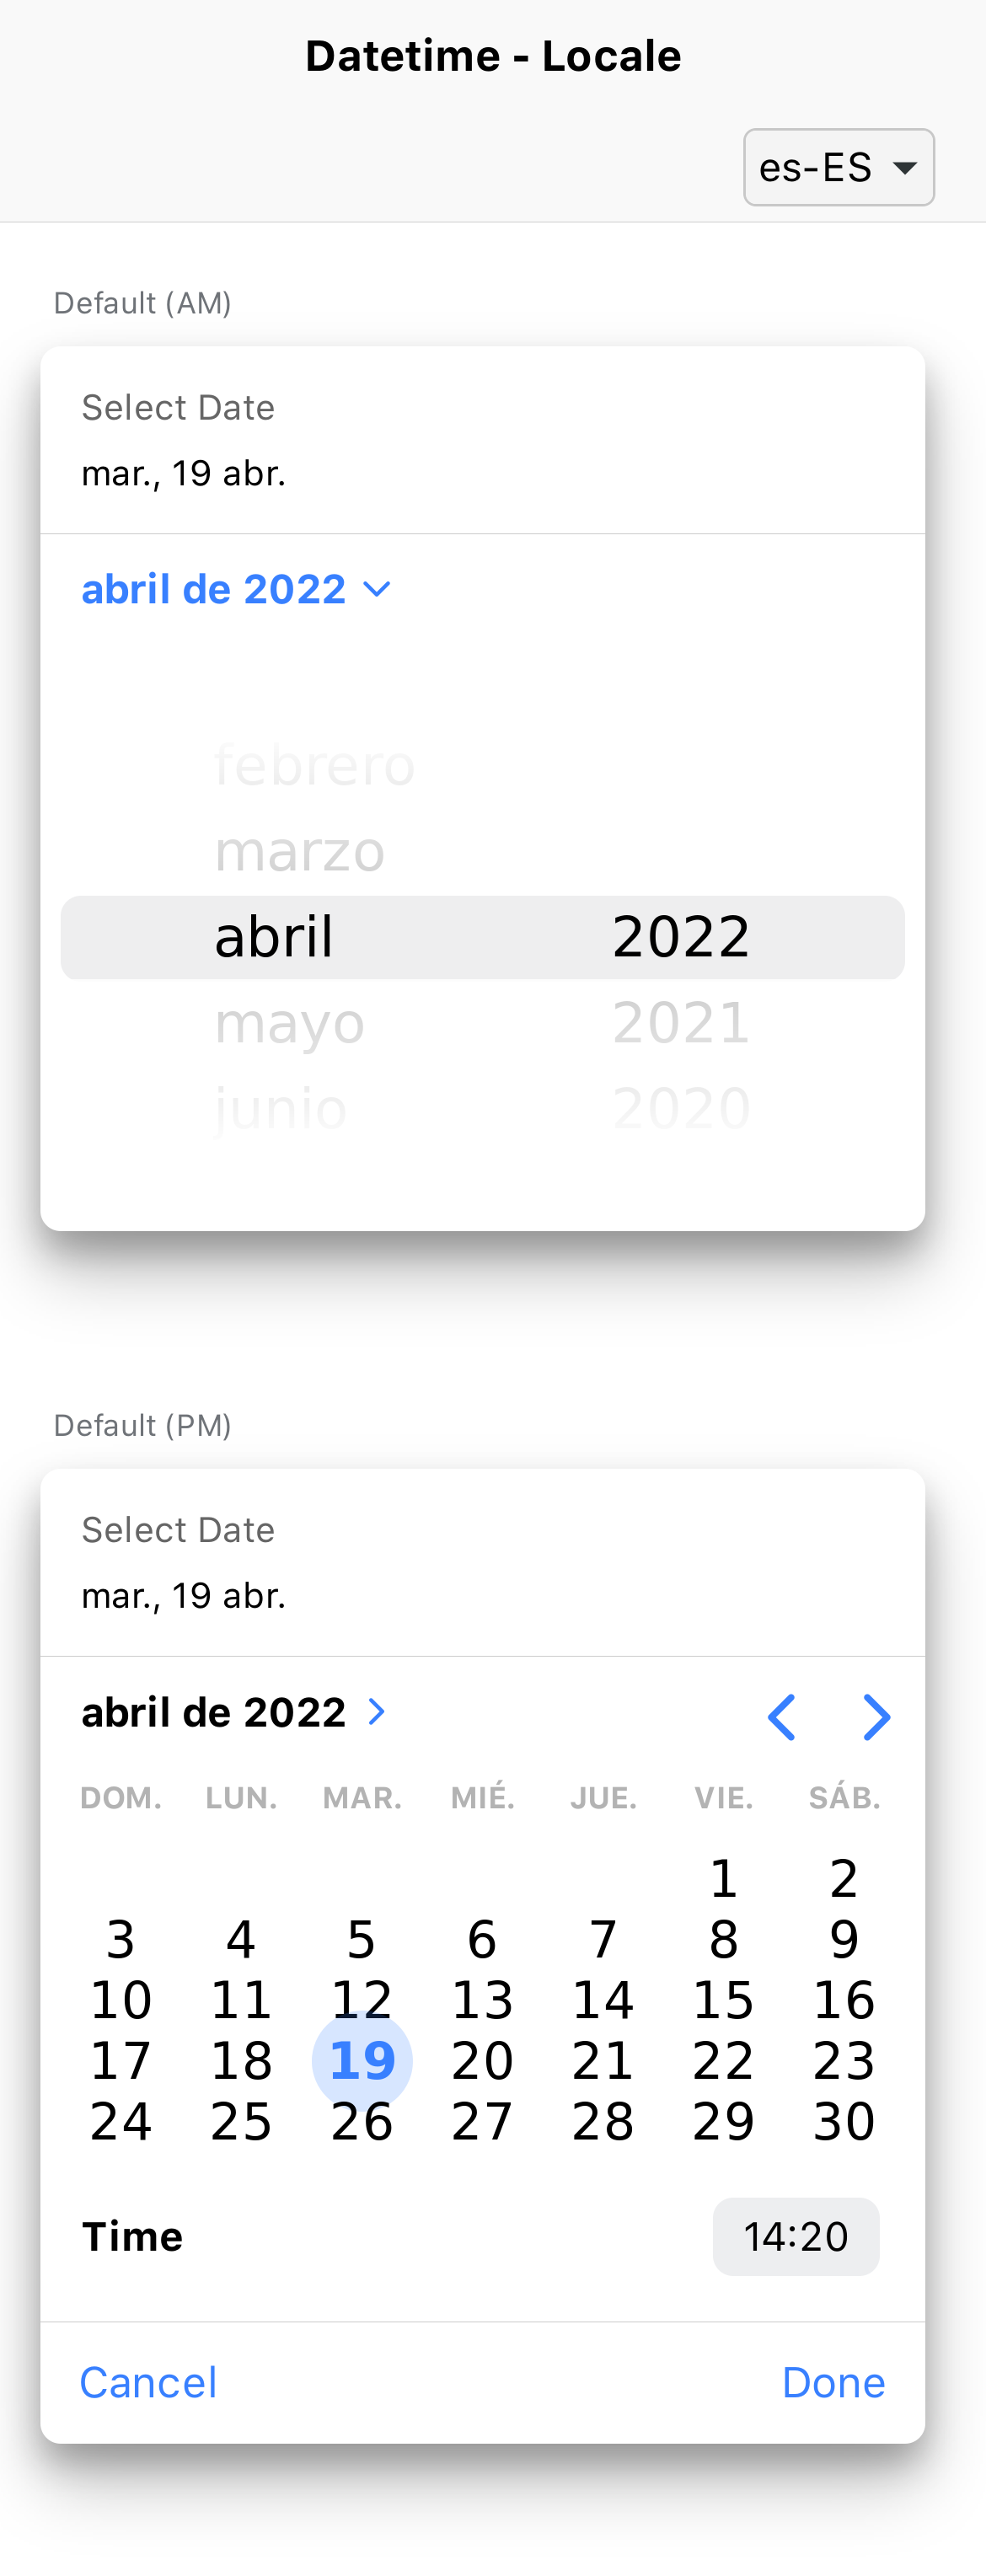 Datetime - Locale
es-ES
Default (AM)
Select Date
mar., 19 abr.
abril de 2022
febrero
marzo
abril 2022
mayo 2021
junio 2020
Default (PM)
Select Date
mar., 19 abr.
abril de 2022
DOM. LUN. MAR. MIÉ. JUE. VIE. SÁB.
1 2
3 4 5 6 7 8 9
10 11 12 13 14 15 16
17 18 19 20 21 22 23
24 25 26 27 28 29 30
Time 14:20
Cancel Done